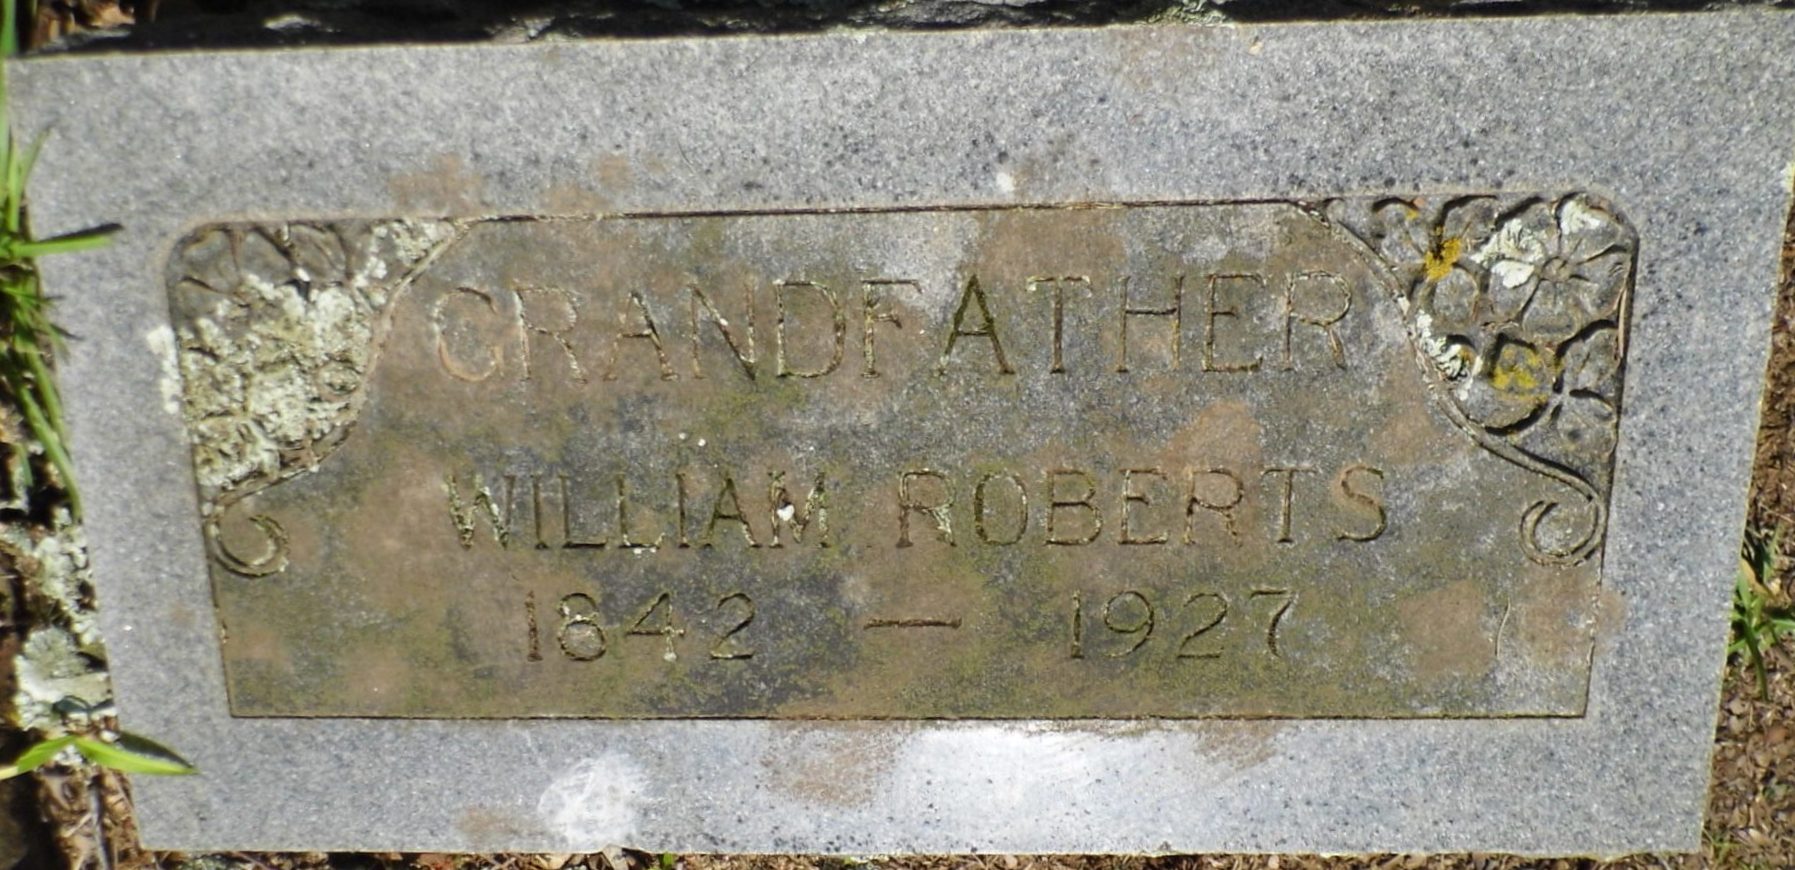 GRANDFATHER
WILLIAM ROBERTS
1842 — 1927